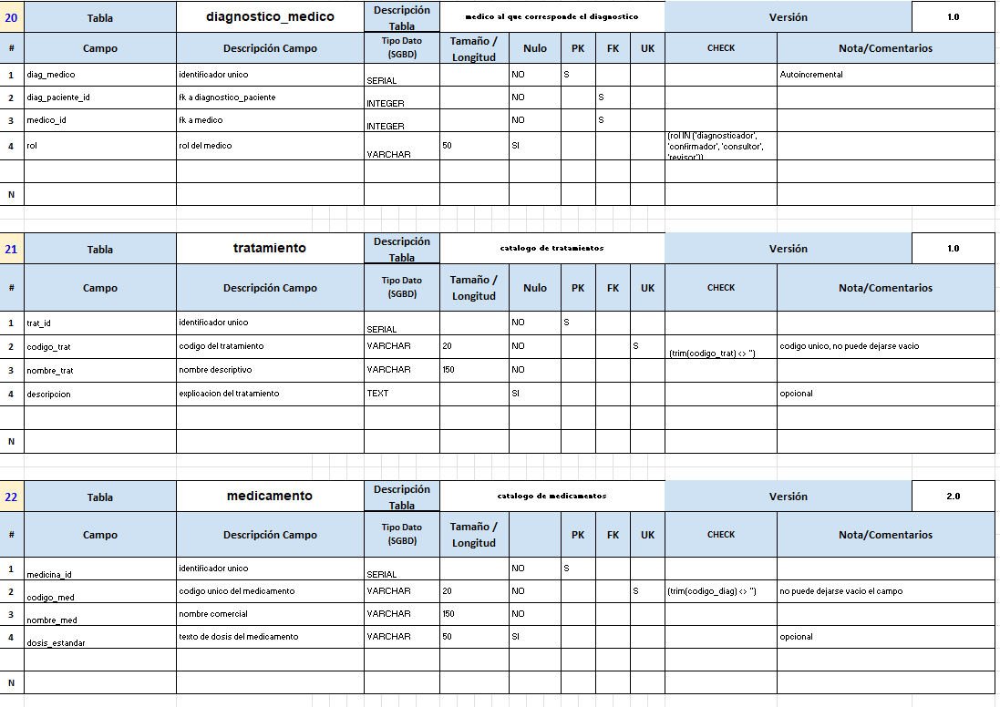 20 Tabla diagnostico_medico Descripción Tabla medico al que corresponde el diagnostico Versión 1.0
# Campo Descripción Campo Tipo Dato (SGBD) Tamaño / Longitud Nulo PK FK UK CHECK Nota/Comentarios
1 diag_medico identificador unico SERIAL NO S Autoincremental
2 diag_paciente_id fk a diagnostico_paciente INTEGER NO S
3 medico_id fk a medico INTEGER NO S
4 rol rol del medico VARCHAR 50 SI (rol IN ('diagnosticador', 'confirmador', 'consultor', 'revisor'))
N
21 Tabla tratamiento Descripción Tabla catalogo de tratamientos Versión 1.0
# Campo Descripción Campo Tipo Dato (SGBD) Tamaño / Longitud Nulo PK FK UK CHECK Nota/Comentarios
1 trat_id identificador unico SERIAL NO S
2 codigo_trat codigo del tratamiento VARCHAR 20 NO S (trim(codigo_trat) <> '') codigo unico, no puede dejarse vacio
3 nombre_trat nombre descriptivo VARCHAR 150 NO
4 descripcion explicacion del tratamiento TEXT SI opcional
N
22 Tabla medicamento Descripción Tabla catalogo de medicamentos Versión 2.0
# Campo Descripción Campo Tipo Dato (SGBD) Tamaño / Longitud PK FK UK CHECK Nota/Comentarios
1 medicina_id identificador unico SERIAL NO S
2 codigo_med codigo unico del medicamento VARCHAR 20 NO S (trim(codigo_diag) <> '') no puede dejarse vacio el campo
3 nombre_med nombre comercial VARCHAR 150 NO
4 dosis_estandar texto de dosis del medicamento VARCHAR 50 SI opcional
N